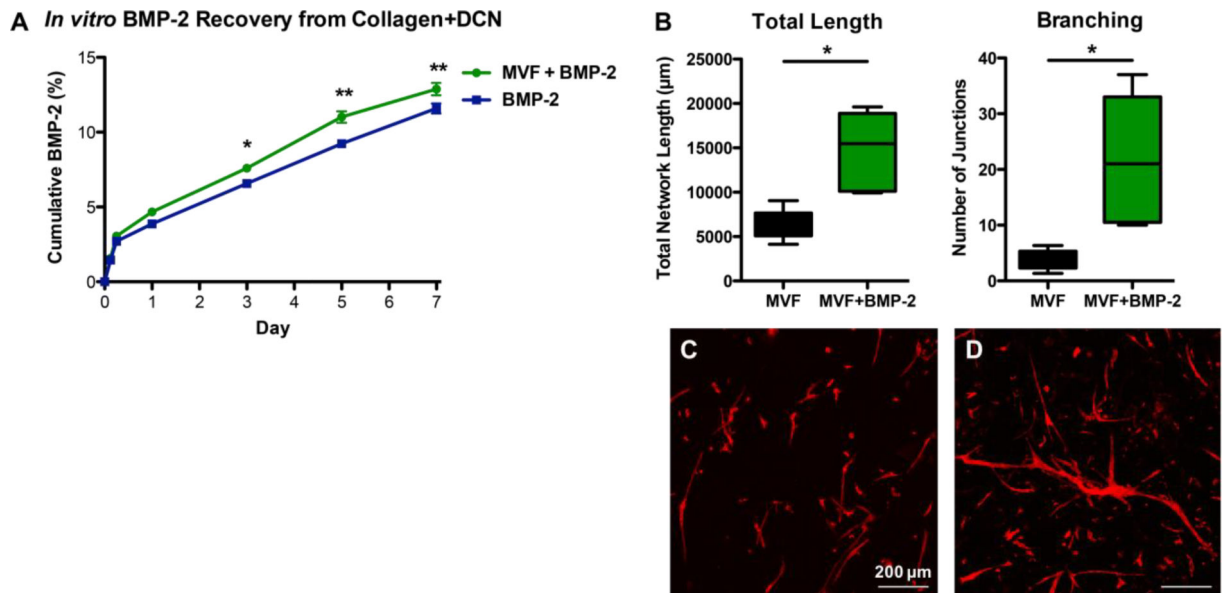 A In vitro BMP-2 Recovery from Collagen+DCN
Cumulative BMP-2 (%)
15
10
5
0
0 1 2 3 4 5 6 7
Day
*
**
**
MVF + BMP-2
BMP-2
B Total Length
*
Total Network Length (µm)
25000
20000
15000
10000
5000
0
MVF MVF+BMP-2
Branching
*
Number of Junctions
40
30
20
10
0
MVF MVF+BMP-2
C
200 µm
D